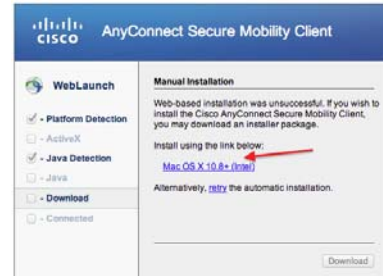 cisco
AnyConnect Secure Mobility Client
WebLaunch
- Platform Detection
- ActiveX
- Java Detection
- Java
- Download
- Connected
Manual Installation
Web-based installation was unsuccessful. If you wish to
install the Cisco AnyConnect Secure Mobility Client,
you may download an installer package.
Install using the link below:
Mac OS X 10.8+ (Intel)
Alternatively, retry the automatic installation.
Download